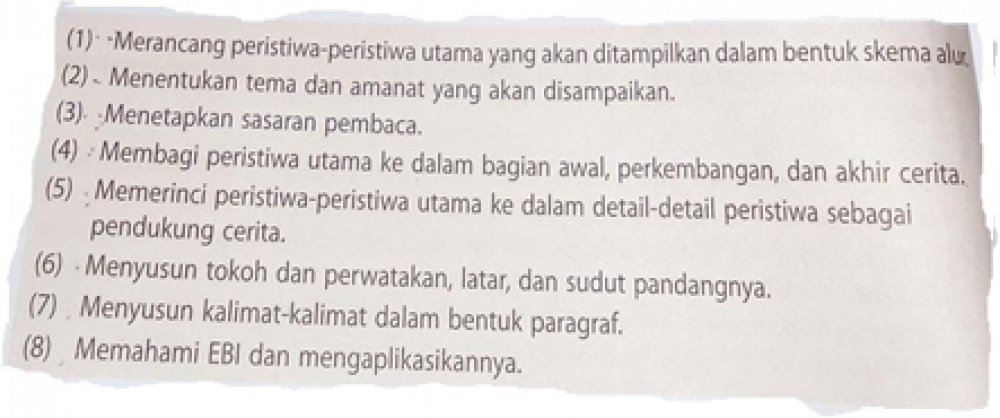 (1) Merancang peristiwa-peristiwa utama yang akan ditampilkan dalam bentuk skema alur.
(2) Menentukan tema dan amanat yang akan disampaikan.
(3) Menetapkan sasaran pembaca.
(4) Membagi peristiwa utama ke dalam bagian awal, perkembangan, dan akhir cerita.
(5) Memerinci peristiwa-peristiwa utama ke dalam detail-detail peristiwa sebagai
pendukung cerita.
(6) Menyusun tokoh dan perwatakan, latar, dan sudut pandangnya.
(7) Menyusun kalimat-kalimat dalam bentuk paragraf.
(8) Memahami EBI dan mengaplikasikannya.